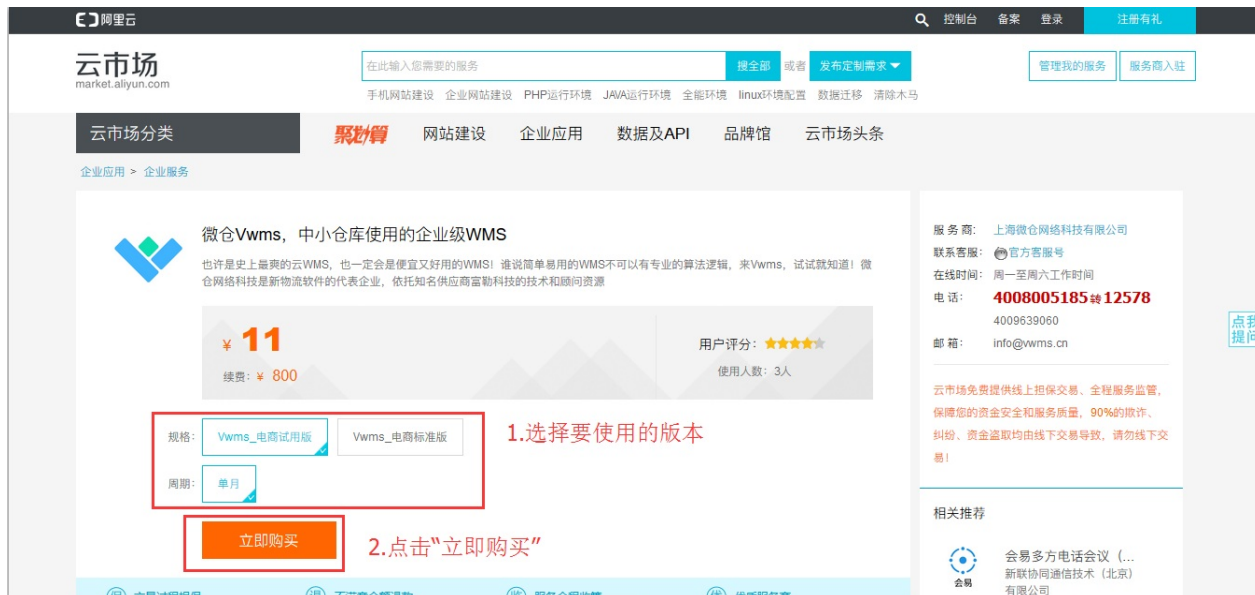 阿里云
控制台 备案 登录 注册有礼
云市场
market.aliyun.com
在此输入您需要的服务 搜全部 或者 发布定制需求 管理我的服务 服务商入驻
手机网站建设 企业网站建设 PHP运行环境 JAVA运行环境 全能环境 linux环境配置 数据迁移 清除木马
云市场分类 聚划算 网站建设 企业应用 数据及API 品牌馆 云市场头条
企业应用 > 企业服务
微仓Vwms，中小仓库使用的企业级WMS
也许是史上最爽的云WMS，也一定会是便宜又好用的WMS！谁说简单易用的WMS不可以有专业的算法逻辑，来Vwms，试试就知道！微
仓网络科技是新物流软件的代表企业，依托知名供应商富勒科技的技术和顾问资源
¥ 11
续费：¥ 800
用户评分：
使用人数：3人
规格： Vwms_电商试用版 Vwms_电商标准版
1.选择要使用的版本
周期： 单月
立即购买
2.点击“立即购买”
服 务 商： 上海微仓网络科技有限公司
联系客服： 官方客服号
在线时间： 周一至周六工作时间
电 话： 4008005185转12578
4009639060
邮 箱： info@vwms.cn
云市场免费提供线上担保交易、全程服务监管，
保障您的资金安全和服务质量，90%的欺诈、
纠纷、资金盗取均由线下交易导致，请勿线下交
易！
相关推荐
会易
会易多方电话会议（...
新联协同通信技术（北京）
有限公司
点我
提问